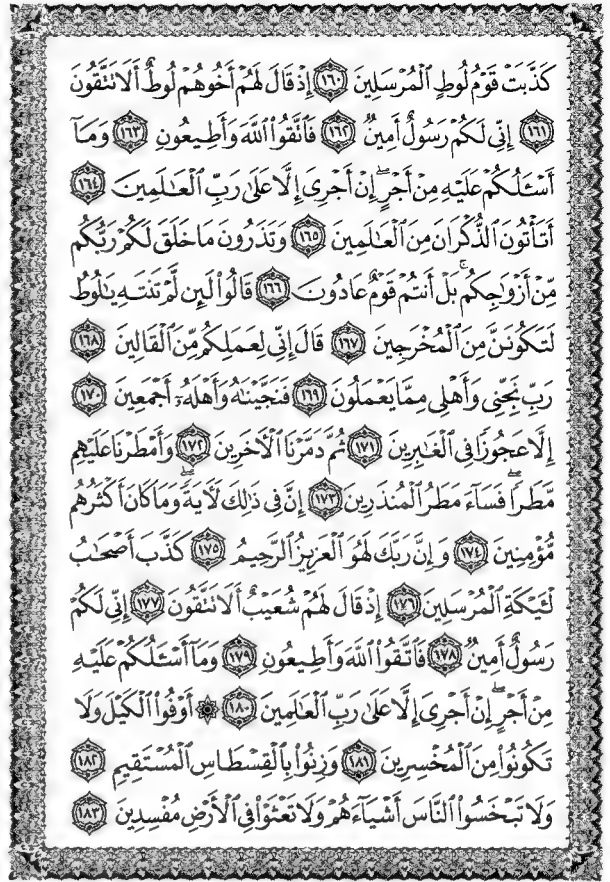 كَذَّبَتْ قَوْمُ لُوطٍ ٱلْمُرْسَلِينَ ١٦٠ إِذْ قَالَ لَهُمْ أَخُوهُمْ لُوطٌ أَلَا تَتَّقُونَ
١٦١ إِنِّى لَكُمْ رَسُولٌ أَمِينٌ ١٦٢ فَٱتَّقُوا۟ ٱللَّهَ وَأَطِيعُونِ ١٦٣ وَمَآ
أَسْـَٔلُكُمْ عَلَيْهِ مِنْ أَجْرٍ ۖ إِنْ أَجْرِىَ إِلَّا عَلَىٰ رَبِّ ٱلْعَـٰلَمِينَ ١٦٤
أَتَأْتُونَ ٱلذُّكْرَانَ مِنَ ٱلْعَـٰلَمِينَ ١٦٥ وَتَذَرُونَ مَا خَلَقَ لَكُمْ رَبُّكُم
مِّنْ أَزْوَٰجِكُم ۚ بَلْ أَنتُمْ قَوْمٌ عَادُونَ ١٦٦ قَالُوا۟ لَئِن لَّمْ تَنتَهِ يَـٰلُوطُ
لَتَكُونَنَّ مِنَ ٱلْمُخْرَجِينَ ١٦٧ قَالَ إِنِّى لِعَمَلِكُم مِّنَ ٱلْقَالِينَ ١٦٨
رَبِّ نَجِّنِى وَأَهْلِى مِمَّا يَعْمَلُونَ ١٦٩ فَنَجَّيْنَـٰهُ وَأَهْلَهُۥٓ أَجْمَعِينَ ١٧٠
إِلَّا عَجُوزًا فِى ٱلْغَـٰبِرِينَ ١٧١ ثُمَّ دَمَّرْنَا ٱلْـَٔاخَرِينَ ١٧٢ وَأَمْطَرْنَا عَلَيْهِم
مَّطَرًا ۖ فَسَآءَ مَطَرُ ٱلْمُنذَرِينَ ١٧٣ إِنَّ فِى ذَٰلِكَ لَـَٔايَةً ۖ وَمَا كَانَ أَكْثَرُهُم
مُّؤْمِنِينَ ١٧٤ وَإِنَّ رَبَّكَ لَهُوَ ٱلْعَزِيزُ ٱلرَّحِيمُ ١٧٥ كَذَّبَ أَصْحَـٰبُ
لْـَٔيْكَةِ ٱلْمُرْسَلِينَ ١٧٦ إِذْ قَالَ لَهُمْ شُعَيْبٌ أَلَا تَتَّقُونَ ١٧٧ إِنِّى لَكُمْ
رَسُولٌ أَمِينٌ ١٧٨ فَٱتَّقُوا۟ ٱللَّهَ وَأَطِيعُونِ ١٧٩ وَمَآ أَسْـَٔلُكُمْ عَلَيْهِ
مِنْ أَجْرٍ ۖ إِنْ أَجْرِىَ إِلَّا عَلَىٰ رَبِّ ٱلْعَـٰلَمِينَ ١٨٠ ۞ أَوْفُوا۟ ٱلْكَيْلَ وَلَا
تَكُونُوا۟ مِنَ ٱلْمُخْسِرِينَ ١٨١ وَزِنُوا۟ بِٱلْقِسْطَاسِ ٱلْمُسْتَقِيمِ ١٨٢
وَلَا تَبْخَسُوا۟ ٱلنَّاسَ أَشْيَآءَهُمْ وَلَا تَعْثَوْا۟ فِى ٱلْأَرْضِ مُفْسِدِينَ ١٨٣